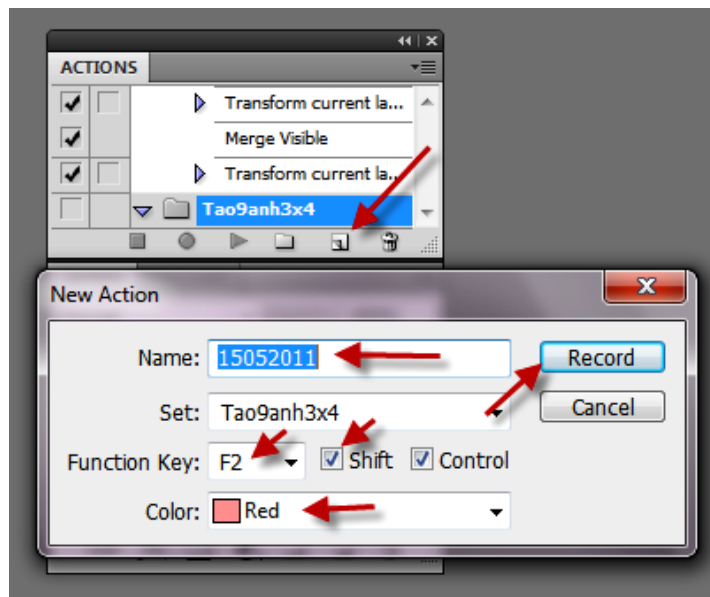 ACTIONS
Transform current la...
Merge Visible
Transform current la...
Tao9anh3x4
New Action
Name: 15052011
Record
Set: Tao9anh3x4
Cancel
Function Key: F2 Shift Control
Color: Red